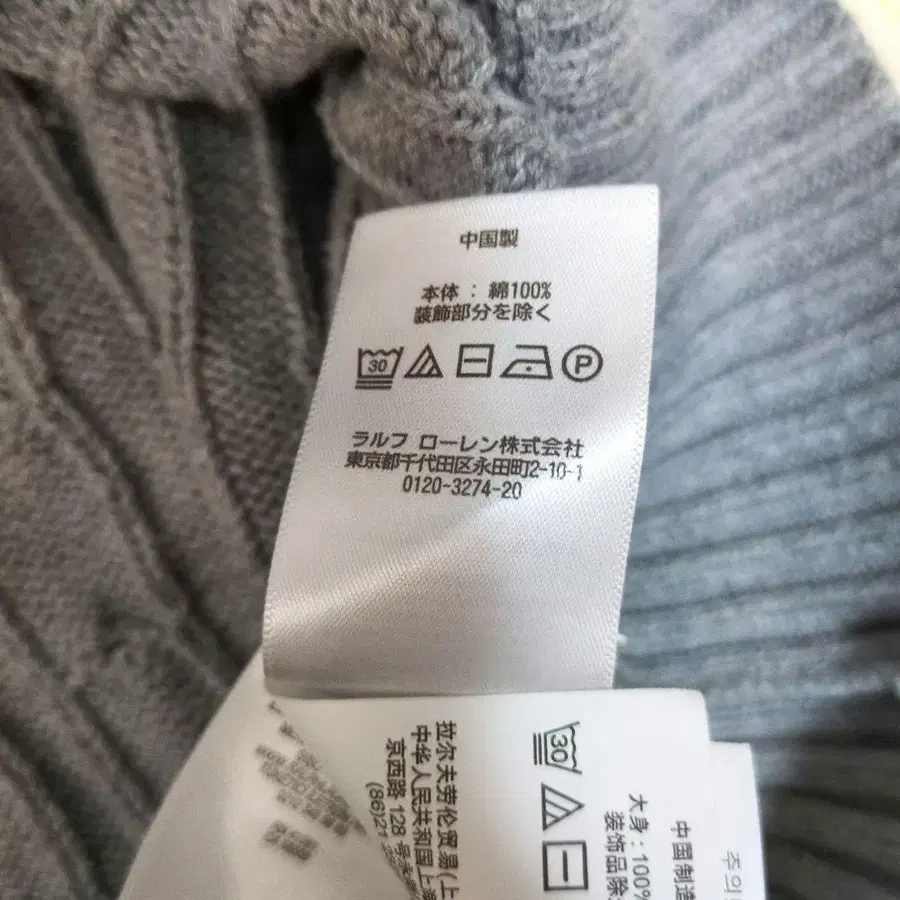 中国製
本体 : 綿100%
装飾部分を除く
30
P
ラルフ ローレン株式会社
東京都千代田区永田町2-10-1
0120-3274-20
拉尔夫劳伦贸易(上
中华人民共和国上海
京西路 128 号
(86)21
30
大身:100%
装饰品除
中国制造
주의